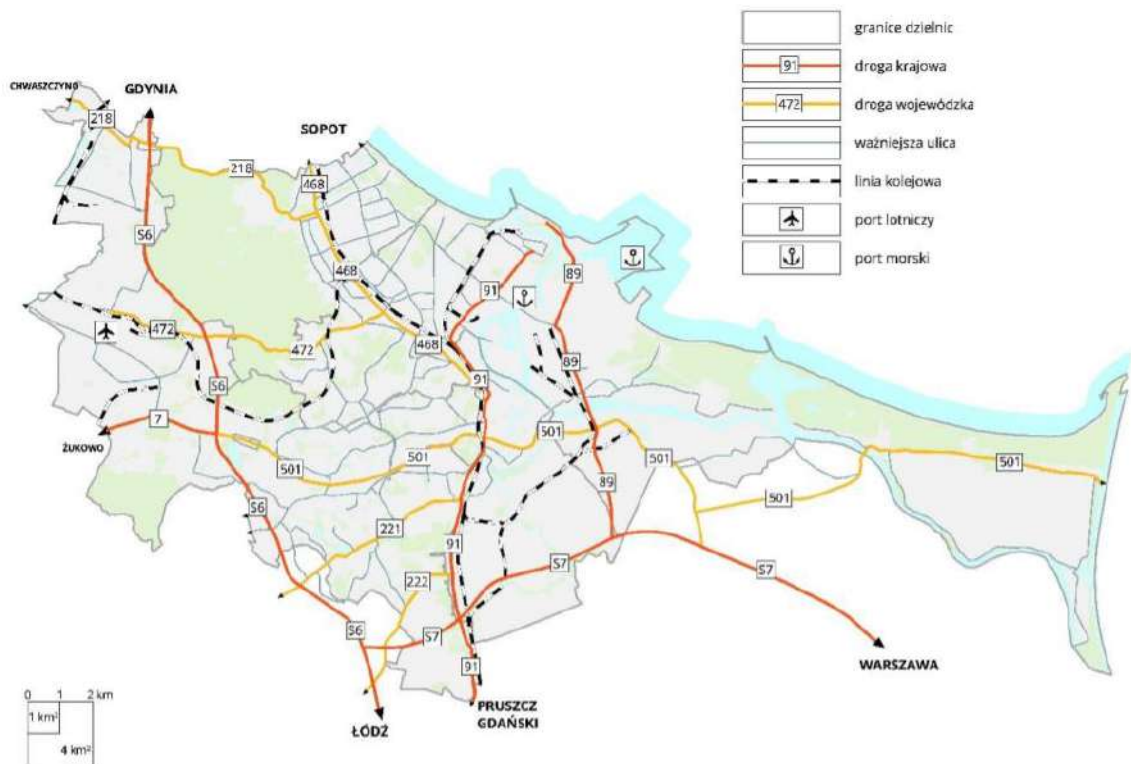 granice dzielnic
91
droga krajowa
472
droga wojewódzka
ważniejsza ulica
linia kolejowa
port lotniczy
port morski
CHWASZCZYNO
GDYNIA
218
SOPOT
218
468
S6
468
89
91
472
468
472
89
S6
91
7
ŻUKOWO
501
501
501
501
501
501
89
S6
221
91
S7
S7
222
S6
S7
91
WARSZAWA
0 1 2 km
1 km²
4 km²
ŁÓDŹ
PRUSZCZ
GDAŃSKI